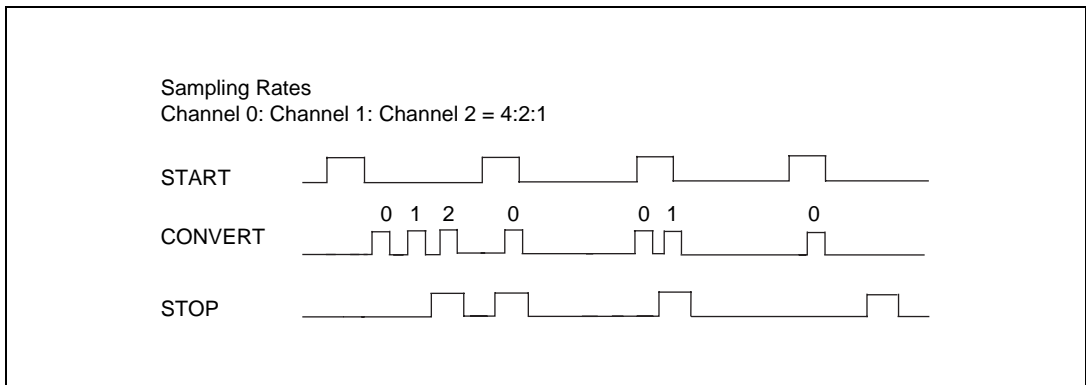 Sampling Rates
Channel 0: Channel 1: Channel 2 = 4:2:1
START
0 1 2 0 0 1 0
CONVERT
STOP